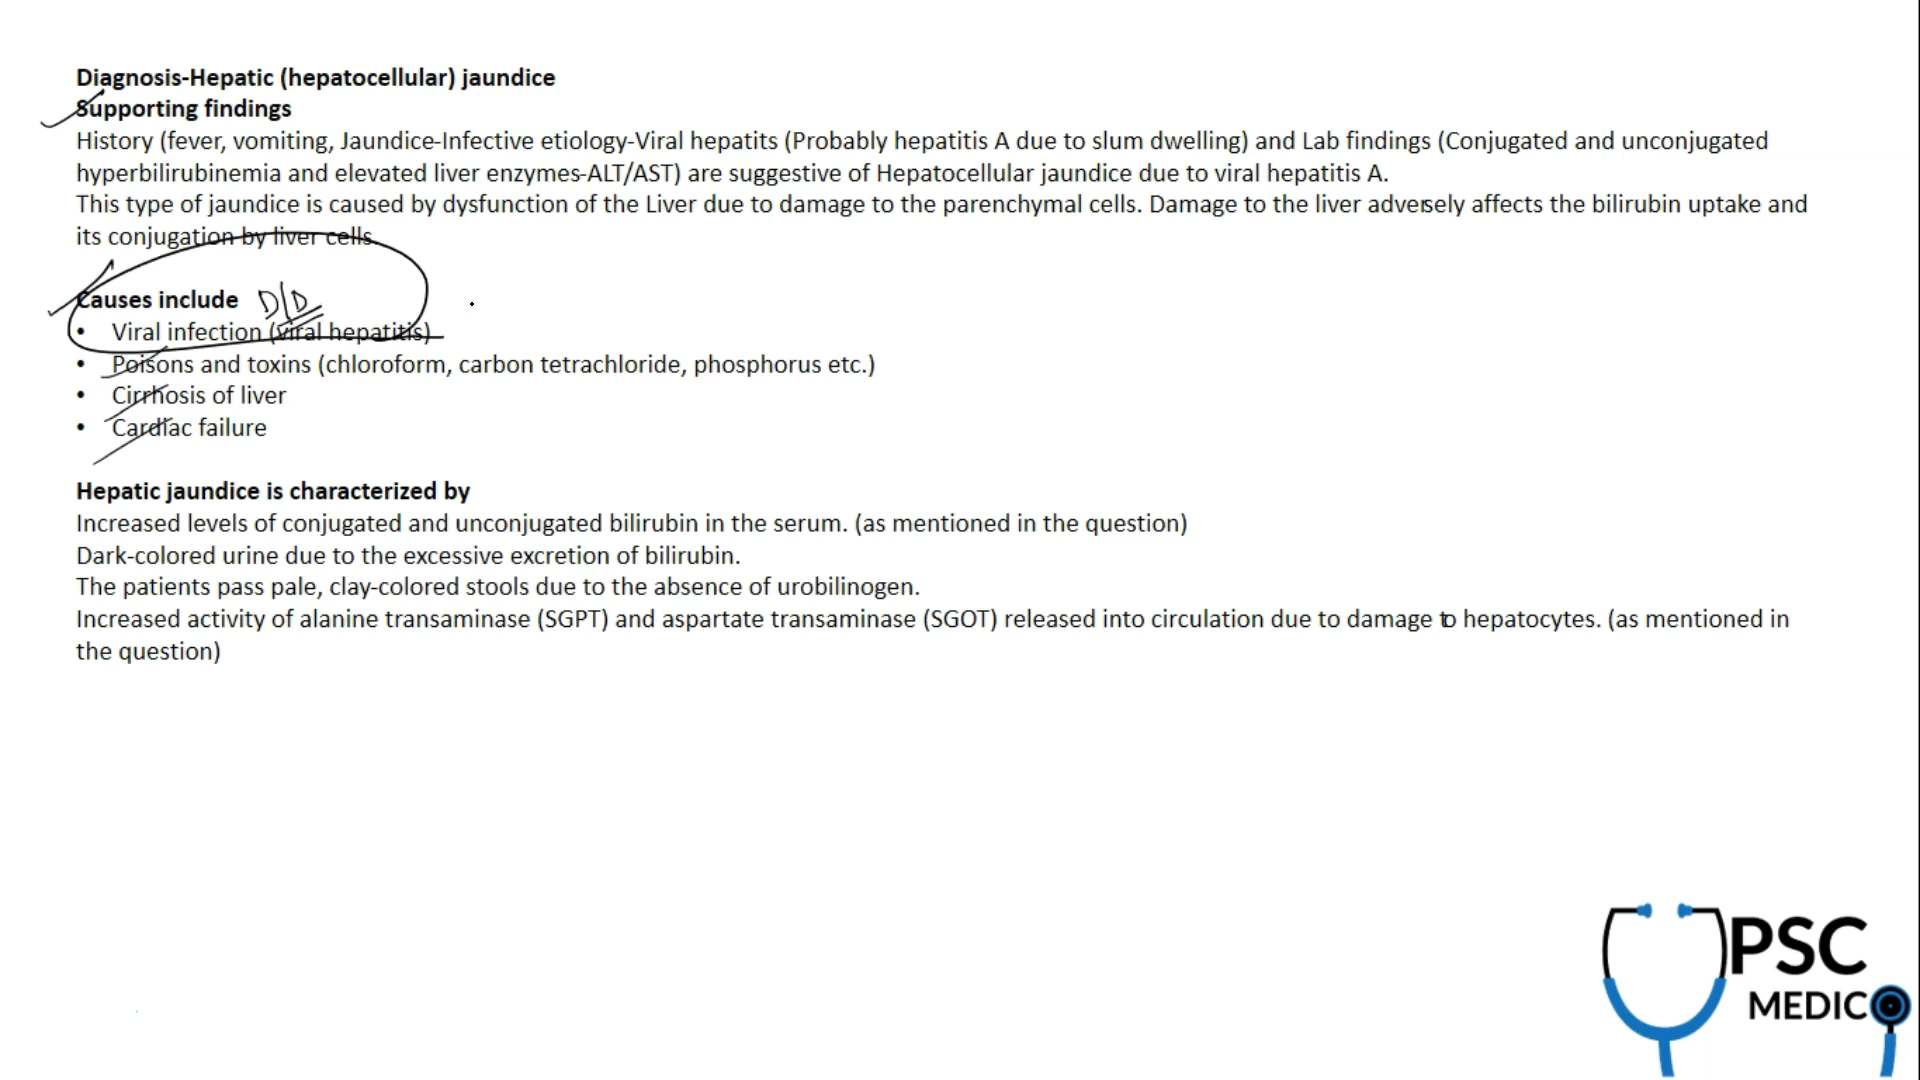 Diagnosis-Hepatic (hepatocellular) jaundice
Supporting findings
History (fever, vomiting, Jaundice-Infective etiology-Viral hepatits (Probably hepatitis A due to slum dwelling) and Lab findings (Conjugated and unconjugated
hyperbilirubinemia and elevated liver enzymes-ALT/AST) are suggestive of Hepatocellular jaundice due to viral hepatitis A.
This type of jaundice is caused by dysfunction of the Liver due to damage to the parenchymal cells. Damage to the liver adversely affects the bilirubin uptake and
its conjugation by liver cells.
Causes include D/D
• Viral infection (viral hepatitis)
• Poisons and toxins (chloroform, carbon tetrachloride, phosphorus etc.)
• Cirrhosis of liver
• Cardiac failure
Hepatic jaundice is characterized by
Increased levels of conjugated and unconjugated bilirubin in the serum. (as mentioned in the question)
Dark-colored urine due to the excessive excretion of bilirubin.
The patients pass pale, clay-colored stools due to the absence of urobilinogen.
Increased activity of alanine transaminase (SGPT) and aspartate transaminase (SGOT) released into circulation due to damage to hepatocytes. (as mentioned in
the question)
UPSC
MEDICO